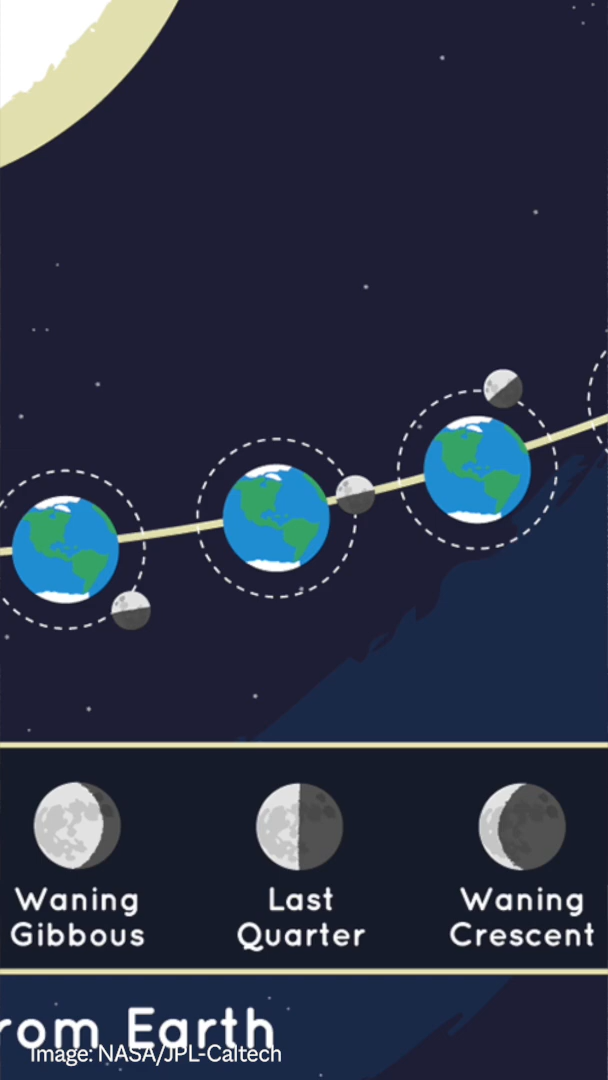 Waning
Gibbous
Last
Quarter
Waning
Crescent
rom Earth
Image: NASA/JPL-Caltech